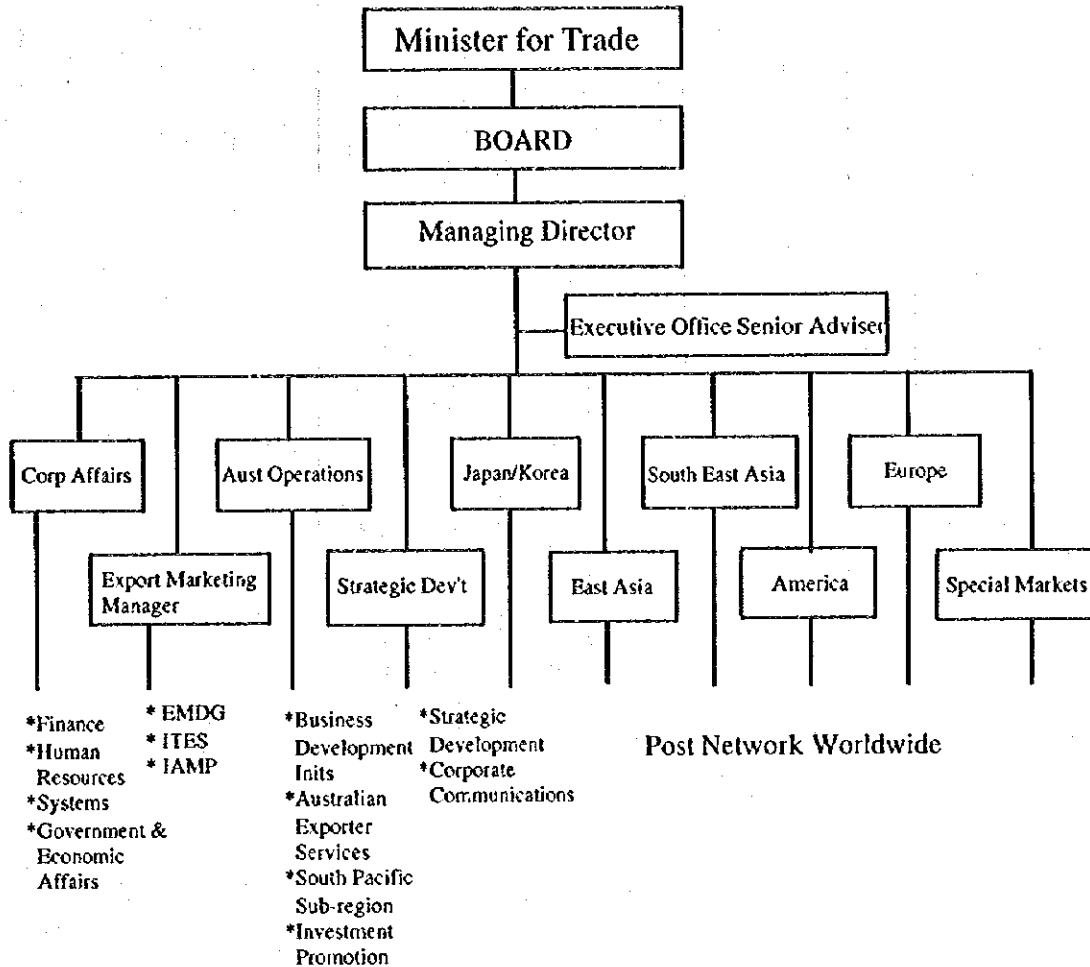 Minister for Trade
BOARD
Managing Director
Executive Office Senior Adviser
Corp Affairs
Aust Operations
Japan/Korea
South East Asia
Europe
Export Marketing
Manager
Strategic Dev't
East Asia
America
Special Markets
*Finance
*Human
Resources
*Systems
*Government &
Economic
Affairs
* EMDG
* ITES
* IAMP
*Business
Development
Inits
*Australian
Exporter
Services
*South Pacific
Sub-region
*Investment
Promotion
*Strategic
Development
*Corporate
Communications
Post Network Worldwide